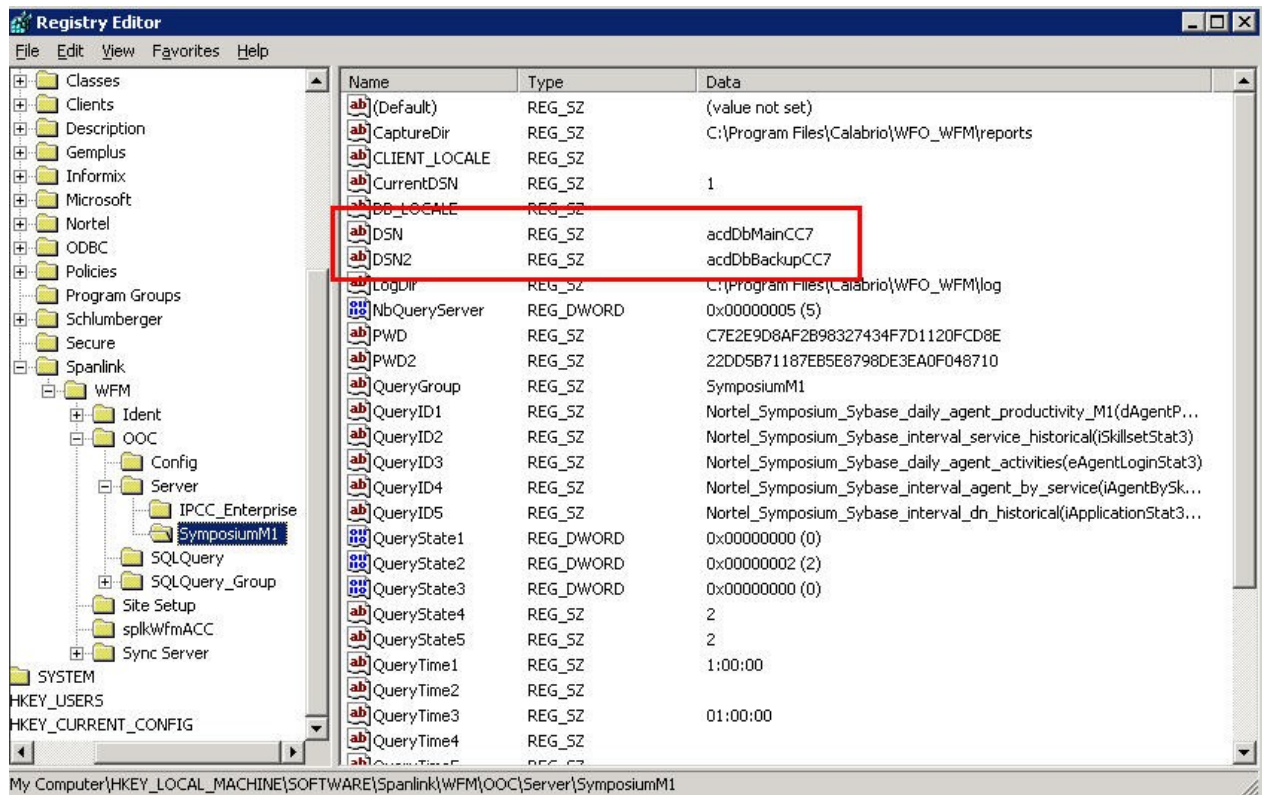 Registry Editor
File Edit View Favorites Help
Classes
Clients
Description
Gemplus
Informix
Microsoft
Nortel
ODBC
Policies
Program Groups
Schlumberger
Secure
Spanlink
WFM
Ident
OOC
Config
Server
IPCC_Enterprise
SymposiumM1
SQLQuery
SQLQuery_Group
Site Setup
splkWfmACC
Sync Server
SYSTEM
HKEY_USERS
HKEY_CURRENT_CONFIG
Name Type Data
(Default) REG_SZ (value not set)
CaptureDir REG_SZ C:\Program Files\Calabrio\WFO_WFM\reports
CLIENT_LOCALE REG_SZ
CurrentDSN REG_SZ 1
DB_LOCALE REG_SZ
DSN REG_SZ acdDbMainCC7
DSN2 REG_SZ acdDbBackupCC7
LogDir REG_SZ C:\Program Files\Calabrio\WFO_WFM\log
NbQueryServer REG_DWORD 0x00000005 (5)
PWD REG_SZ C7E2E9D8AF2B98327434F7D1120FCD8E
PWD2 REG_SZ 22DD5B71187EB5E8798DE3EA0F048710
QueryGroup REG_SZ SymposiumM1
QueryID1 REG_SZ Nortel_Symposium_Sybase_daily_agent_productivity_M1(dAgentP...
QueryID2 REG_SZ Nortel_Symposium_Sybase_interval_service_historical(iSkillsetStat3)
QueryID3 REG_SZ Nortel_Symposium_Sybase_daily_agent_activities(eAgentLoginStat3)
QueryID4 REG_SZ Nortel_Symposium_Sybase_interval_agent_by_service(iAgentBySk...
QueryID5 REG_SZ Nortel_Symposium_Sybase_interval_dn_historical(iApplicationStat3...
QueryState1 REG_DWORD 0x00000000 (0)
QueryState2 REG_DWORD 0x00000002 (2)
QueryState3 REG_DWORD 0x00000000 (0)
QueryState4 REG_SZ 2
QueryState5 REG_SZ 2
QueryTime1 REG_SZ 1:00:00
QueryTime2 REG_SZ
QueryTime3 REG_SZ 01:00:00
QueryTime4 REG_SZ
My Computer\HKEY_LOCAL_MACHINE\SOFTWARE\Spanlink\WFM\OOC\Server\SymposiumM1